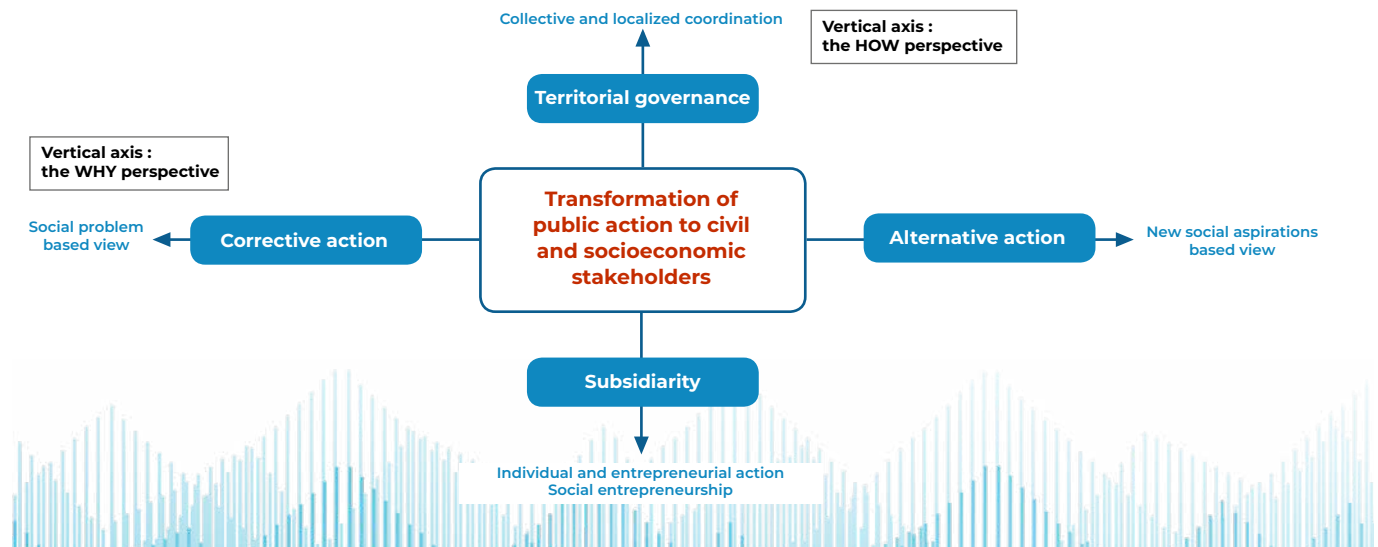 Collective and localized coordination
Vertical axis :
the HOW perspective
Territorial governance
Vertical axis :
the WHY perspective
Transformation of
public action to civil
and socioeconomic
stakeholders
Social problem
based view
Corrective action
Alternative action
New social aspirations
based view
Subsidiarity
Individual and entrepreneurial action
Social entrepreneurship